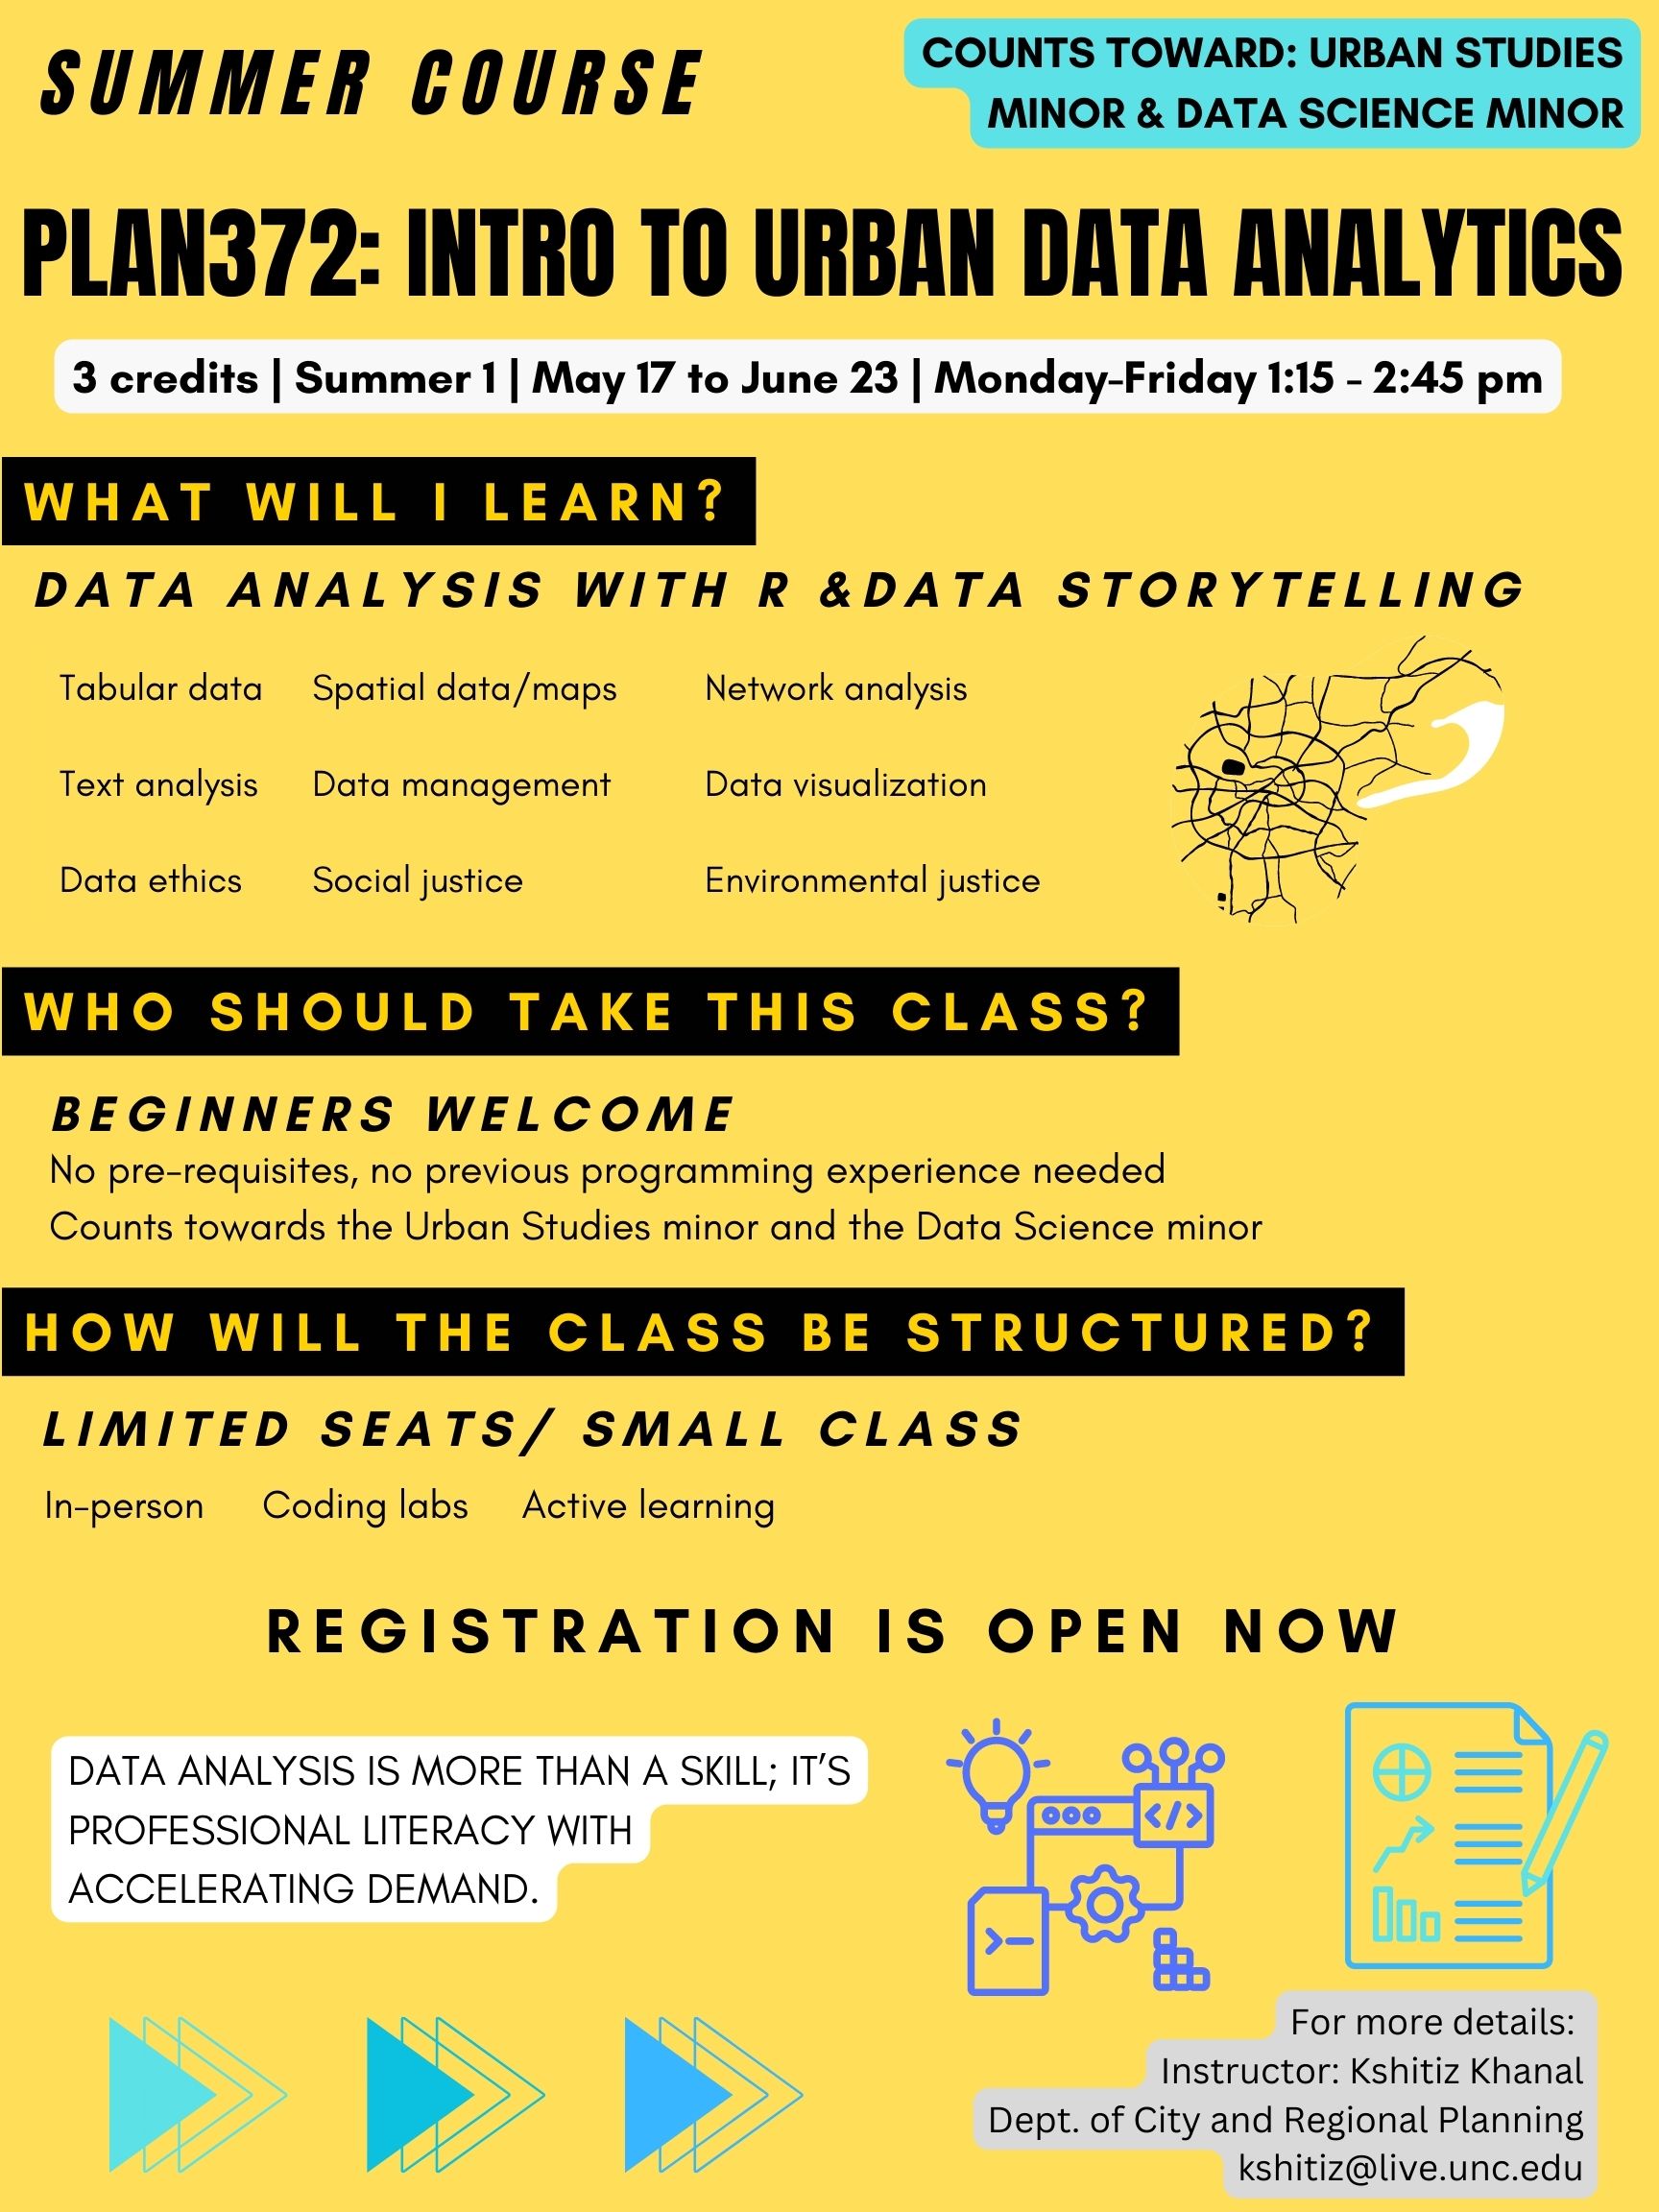 SUMMER COURSE
COUNTS TOWARD: URBAN STUDIES
MINOR & DATA SCIENCE MINOR
PLAN372: INTRO TO URBAN DATA ANALYTICS
3 credits | Summer 1 | May 17 to June 23 | Monday-Friday 1:15 - 2:45 pm
WHAT WILL I LEARN?
DATA ANALYSIS WITH R &DATA STORYTELLING
Tabular data Spatial data/maps Network analysis
Text analysis Data management Data visualization
Data ethics Social justice Environmental justice
WHO SHOULD TAKE THIS CLASS?
BEGINNERS WELCOME
No pre-requisites, no previous programming experience needed
Counts towards the Urban Studies minor and the Data Science minor
HOW WILL THE CLASS BE STRUCTURED?
LIMITED SEATS/ SMALL CLASS
In-person Coding labs Active learning
REGISTRATION IS OPEN NOW
DATA ANALYSIS IS MORE THAN A SKILL; IT'S
PROFESSIONAL LITERACY WITH
ACCELERATING DEMAND.
</>
>-
For more details:
Instructor: Kshitiz Khanal
Dept. of City and Regional Planning
kshitiz@live.unc.edu